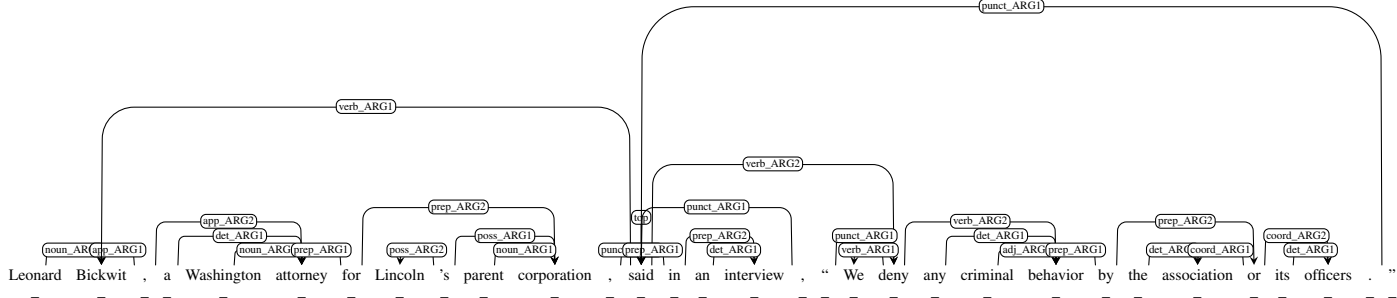 punct_ARG1
verb_ARG1
verb_ARG2
prep_ARG2 punct_ARG1
top
app_ARG2 verb_ARG2 prep_ARG2
det_ARG1 poss_ARG1 prep_ARG2 punct_ARG1 det_ARG1 coord_ARG2
app_ARG1 prep_ARG1 poss_ARG2 noun_ARG1 prep_ARG1 det_ARG1 verb_ARG1 prep_ARG1 coord_ARG1 det_ARG1
Leonard Bickwit , a Washington attorney for Lincoln 's parent corporation , said in an interview , “ We deny any criminal behavior by the association or its officers . ”